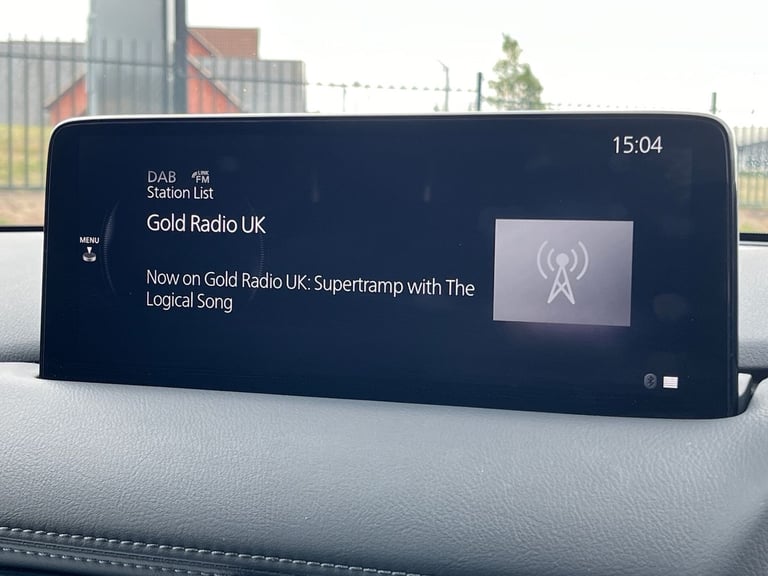 15:04
DAB LINK FM
Station List
Gold Radio UK
MENU
Now on Gold Radio UK: Supertramp with The
Logical Song